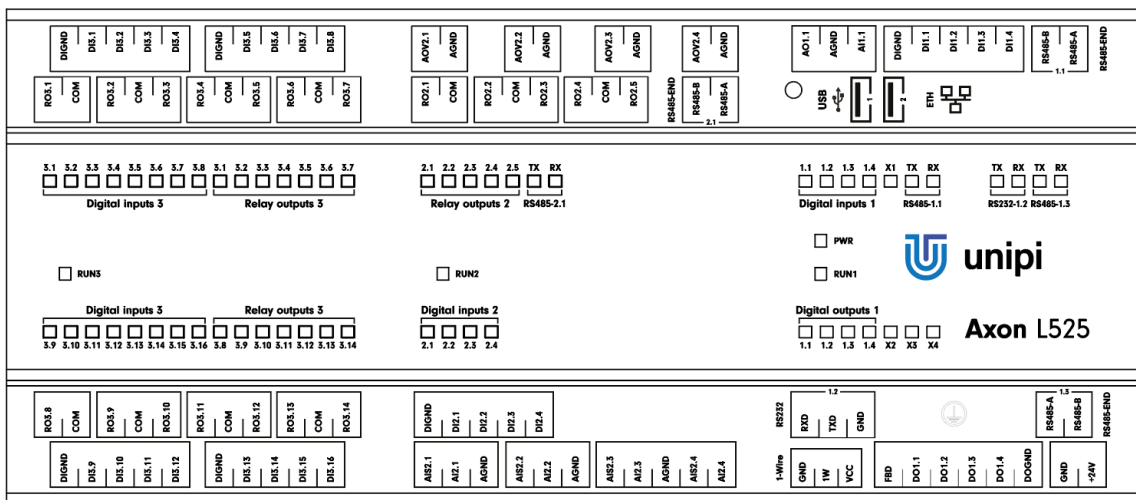 DIGND DI3.1 DI3.2 DI3.3 DI3.4 DIGND DI3.5 DI3.6 DI3.7 DI3.8 AOV2.1 AGND AOV2.2 AGND AOV2.3 AGND AOV2.4 AGND AO1.1 AGND AI1.1 DIGND DI1.1 DI1.2 DI1.3 DI1.4 RS485-B RS485-A RS485-END
1.1
RO3.1 COM RO3.2 COM RO3.3 RO3.4 COM RO3.5 RO3.6 COM RO3.7 RO2.1 COM RO2.2 COM RO2.3 RO2.4 COM RO2.5 RS485-END RS485-B RS485-A USB 1 2 ETH
2.1
3.1 3.2 3.3 3.4 3.5 3.6 3.7 3.8 3.1 3.2 3.3 3.4 3.5 3.6 3.7 2.1 2.2 2.3 2.4 2.5 TX RX 1.1 1.2 1.3 1.4 X1 TX RX TX RX TX RX
Digital inputs 3 Relay outputs 3 Relay outputs 2 RS485-2.1 Digital inputs 1 RS485-1.1 RS232-1.2 RS485-1.3
PWR
unipi
RUN3 RUN2 RUN1
Digital inputs 3 Relay outputs 3 Digital inputs 2 Digital outputs 1
Axon L525
3.9 3.10 3.11 3.12 3.13 3.14 3.15 3.16 3.8 3.9 3.10 3.11 3.12 3.13 3.14 2.1 2.2 2.3 2.4 1.1 1.2 1.3 1.4 X2 X3 X4
1.2 1.3
RO3.8 COM RO3.9 COM RO3.10 RO3.11 COM RO3.12 RO3.13 COM RO3.14 DIGND DI2.1 DI2.2 DI2.3 DI2.4 RS232 RXD TXD GND RS485-A RS485-B RS485-END
DIGND DI3.9 DI3.10 DI3.11 DI3.12 DIGND DI3.13 DI3.14 DI3.15 DI3.16 AIS2.1 AI2.1 AGND AIS2.2 AI2.2 AGND AIS2.3 AI2.3 AGND AIS2.4 AI2.4 1-Wire GND 1W VCC FBD DO1.1 DO1.2 DO1.3 DO1.4 DOGND GND +24V